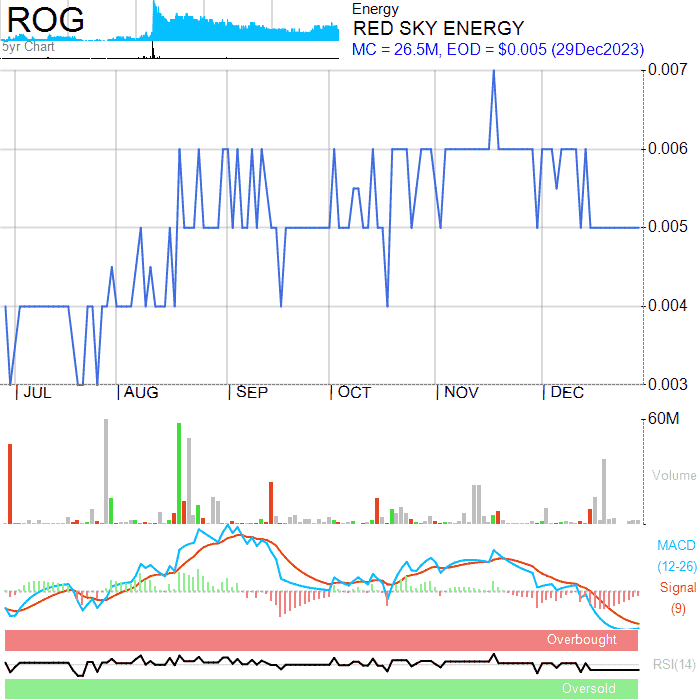 ROG
5yr Chart
Energy
RED SKY ENERGY
MC = 26.5M, EOD = $0.005 (29Dec2023)
0.007
0.006
0.005
0.004
0.003
JUL AUG SEP OCT NOV DEC
60M
Volume
MACD
(12-26)
Signal
(9)
Overbought
RSI(14)
Oversold